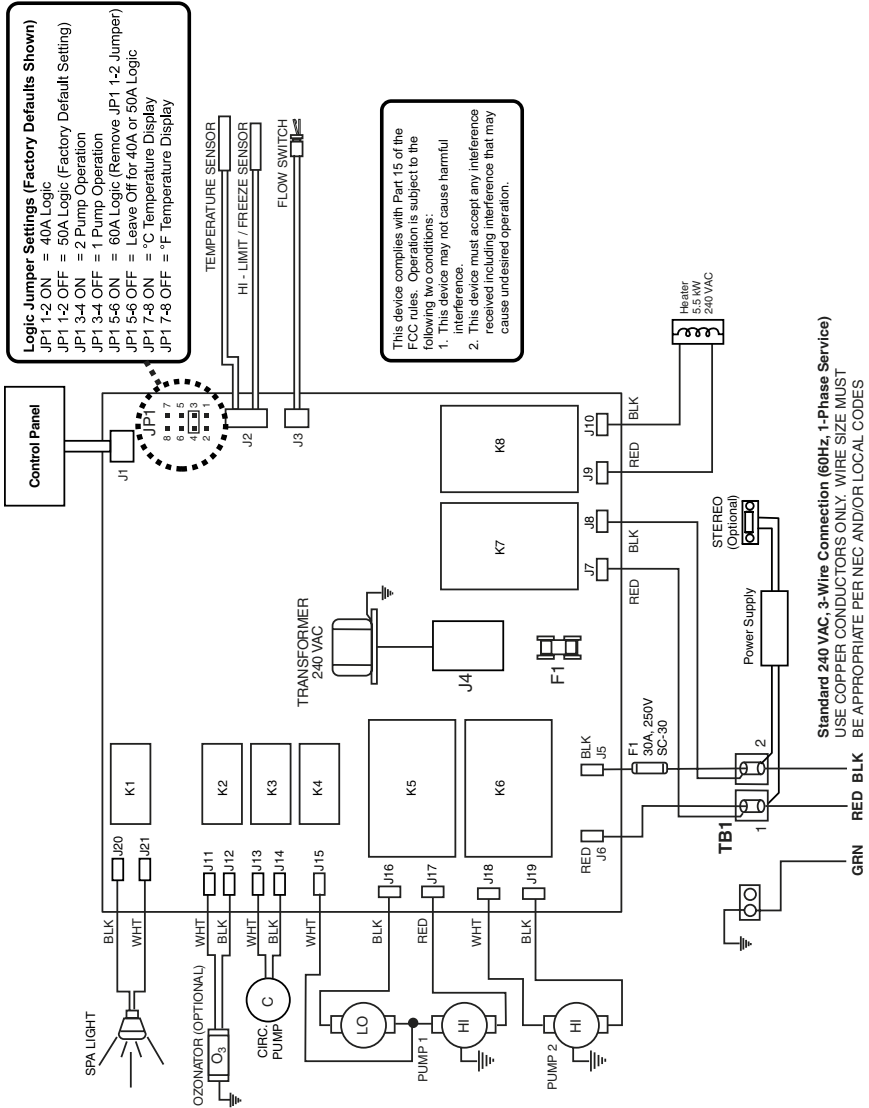 Control Panel
Logic Jumper Settings (Factory Defaults Shown)
JP1 1-2 ON = 40A Logic
JP1 1-2 OFF = 50A Logic (Factory Default Setting)
JP1 3-4 ON = 2 Pump Operation
JP1 3-4 OFF = 1 Pump Operation
JP1 5-6 ON = 60A Logic (Remove JP1 1-2 Jumper)
JP1 5-6 OFF = Leave Off for 40A or 50A Logic
JP1 7-8 ON = °C Temperature Display
JP1 7-8 OFF = °F Temperature Display
J1
JP1
8 7
6 5
4 3
2 1
J2
TEMPERATURE SENSOR
HI - LIMIT / FREEZE SENSOR
J3
FLOW SWITCH
This device complies with Part 15 of the
FCC rules. Operation is subject to the
following two conditions:
1. This device may not cause harmful
interference.
2. This device must accept any interference
received including interference that may
cause undesired operation.
SPA LIGHT
BLK
WHT
J20
J21
K1
OZONATOR (OPTIONAL)
O3
WHT
BLK
J11
J12
K2
CIRC.
PUMP
C
WHT
BLK
J13
J14
K3
WHT
J15
K4
TRANSFORMER
240 VAC
J4
F1
PUMP 1
LO
HI
BLK
RED
J16
J17
K5
PUMP 2
HI
WHT
BLK
J18
J19
K6
K7
K8
RED
J6
BLK
J5
J7
J8
J9
J10
RED
BLK
RED
BLK
Heater
5.5 kW
240 VAC
F1
30A, 250V
SC-30
TB1
1
2
Power Supply
STEREO
(Optional)
GRN
RED
BLK
Standard 240 VAC, 3-Wire Connection (60Hz, 1-Phase Service)
USE COPPER CONDUCTORS ONLY. WIRE SIZE MUST
BE APPROPRIATE PER NEC AND/OR LOCAL CODES